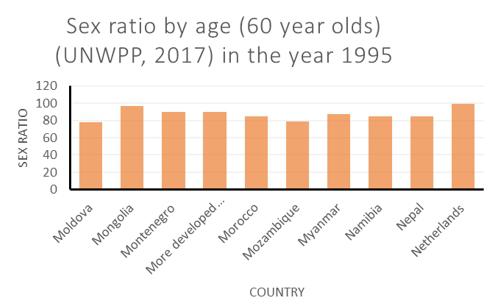 Sex ratio by age (60 year olds)
(UNWPP, 2017) in the year 1995
120
100
80
60
40
20
0
SEX RATIO
Moldova
Mongolia
Montenegro
More developed...
Morocco
Mozambique
Myanmar
Namibia
Nepal
Netherlands
COUNTRY